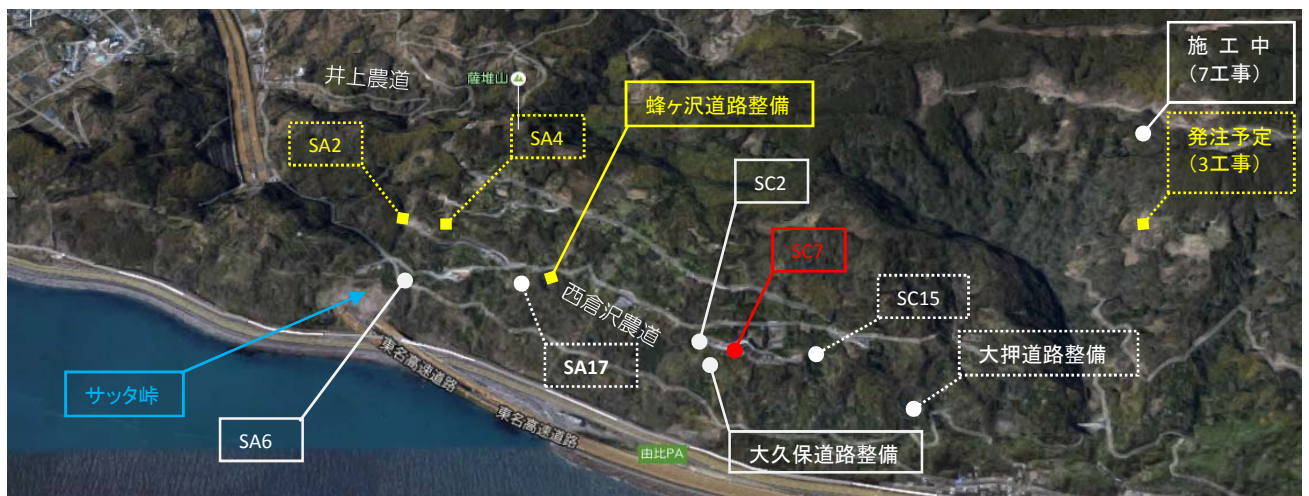 井上農道
薩埵山
施工中
(7工事)
蜂ヶ沢道路整備
SA2
SA4
発注予定
(3工事)
SC2
SC7
SC15
西倉沢農道
SA17
大押道路整備
サッタ峠
東名高速道路
東名高速道路
SA6
由比PA
大久保道路整備